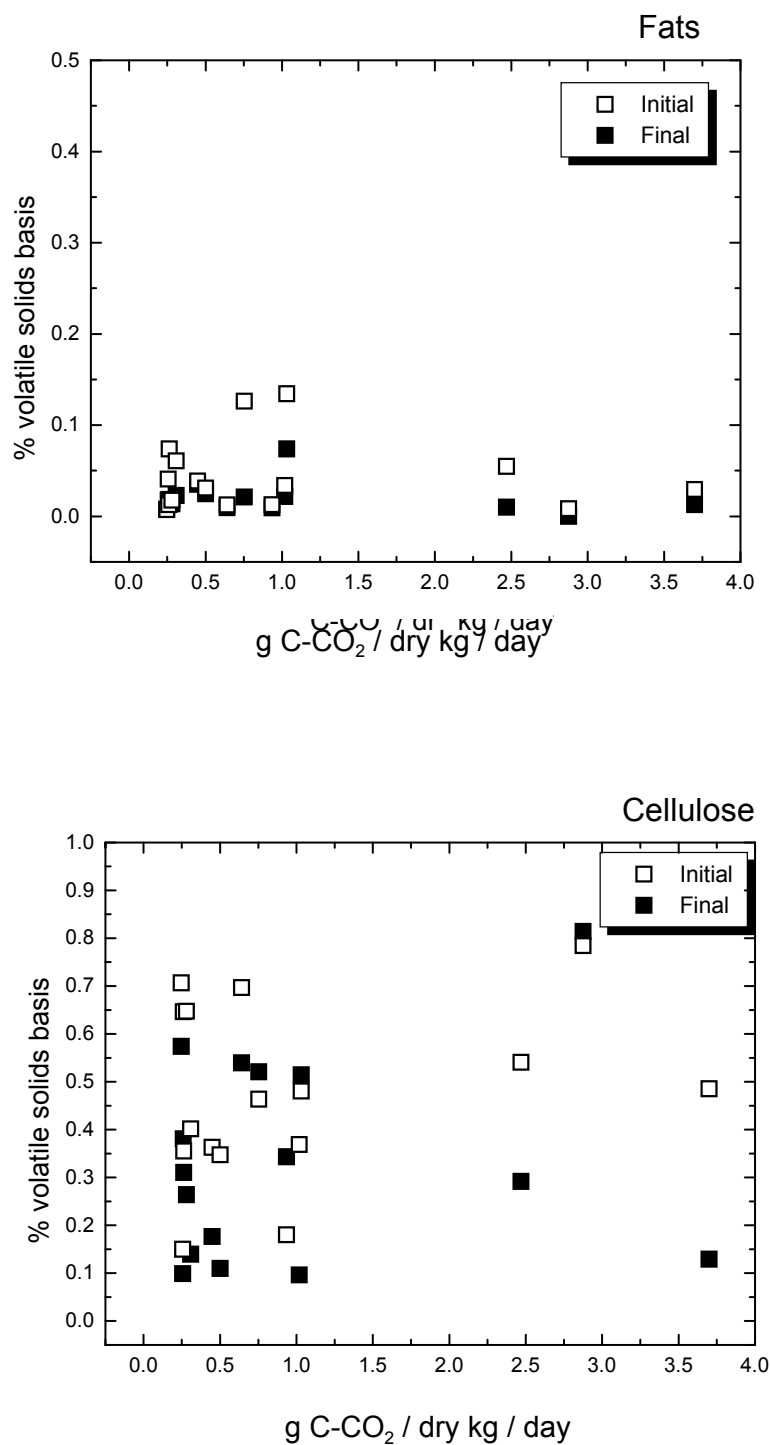 Fats
0.5
Initial
Final
0.4
0.3
0.2
0.1
0.0
% volatile solids basis
0.0 0.5 1.0 1.5 2.0 2.5 3.0 3.5 4.0
g C-CO₂ / dry kg / day
Cellulose
1.0
Initial
Final
0.9
0.8
0.7
0.6
0.5
0.4
0.3
0.2
0.1
0.0
% volatile solids basis
0.0 0.5 1.0 1.5 2.0 2.5 3.0 3.5 4.0
g C-CO₂ / dry kg / day